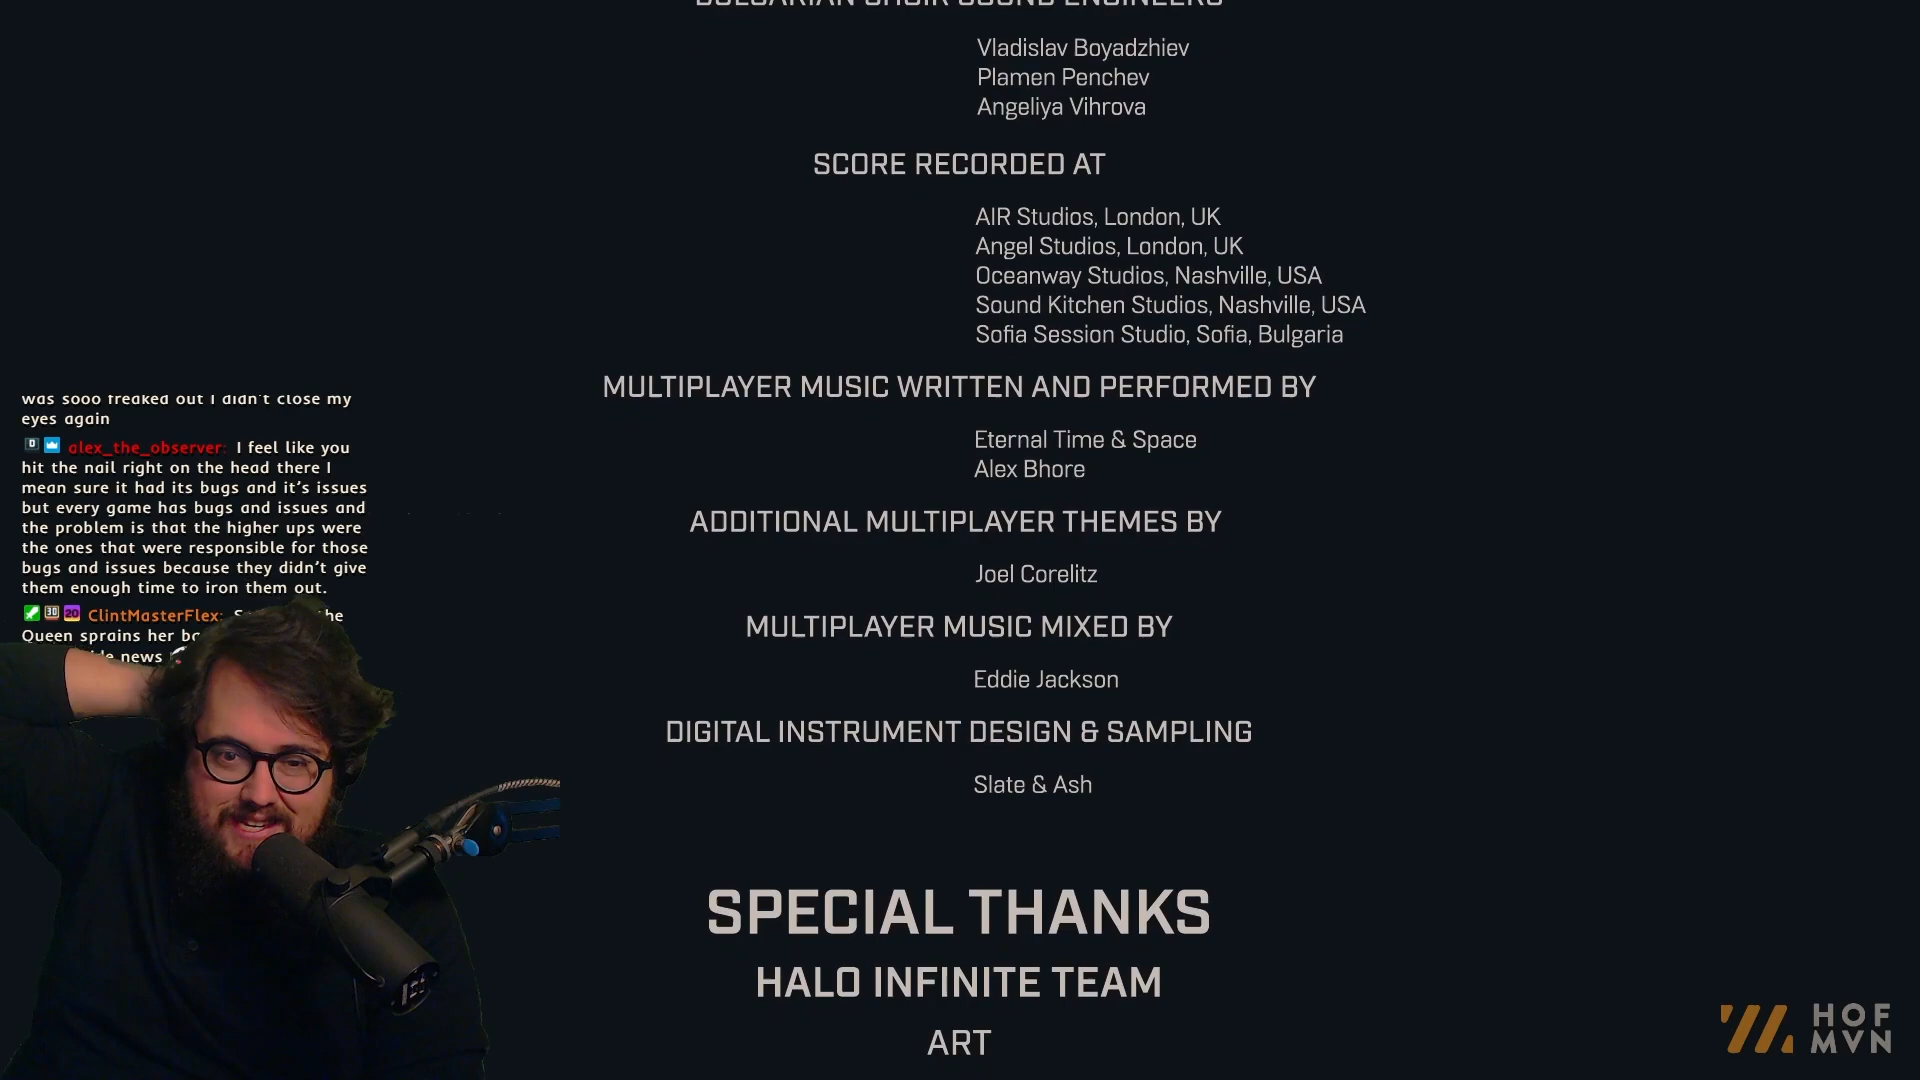 BULGARIAN CHOIR SOUND ENGINEERS
Vladislav Boyadzhiev
Plamen Penchev
Angeliya Vihrova
SCORE RECORDED AT
AIR Studios, London, UK
Angel Studios, London, UK
Oceanway Studios, Nashville, USA
Sound Kitchen Studios, Nashville, USA
Sofia Session Studio, Sofia, Bulgaria
MULTIPLAYER MUSIC WRITTEN AND PERFORMED BY
Eternal Time & Space
Alex Bhore
ADDITIONAL MULTIPLAYER THEMES BY
Joel Corelitz
MULTIPLAYER MUSIC MIXED BY
Eddie Jackson
DIGITAL INSTRUMENT DESIGN & SAMPLING
Slate & Ash
SPECIAL THANKS
HALO INFINITE TEAM
ART
was sooo freaked out I didn't close my
eyes again
alex_the_observer: I feel like you
hit the nail right on the head there I
mean sure it had its bugs and it's issues
but every game has bugs and issues and
the problem is that the higher ups were
the ones that were responsible for those
bugs and issues because they didn't give
them enough time to iron them out.
ClintMasterFlex:
Queen sprains her
news
HOF
MVN